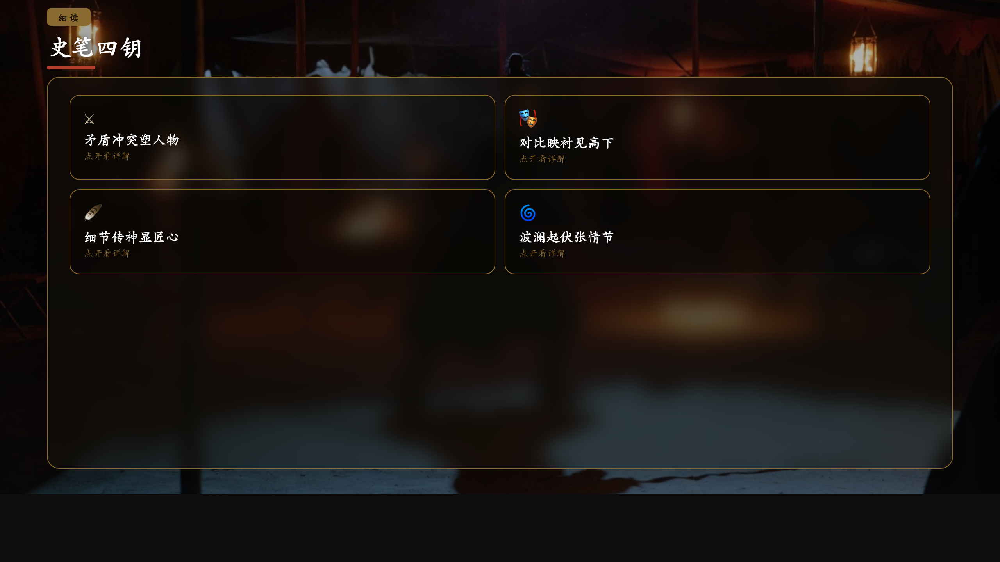 细读
史笔四钥
矛盾冲突塑人物
点开看详解
对比映衬见高下
点开看详解
细节传神显匠心
点开看详解
波澜起伏张情节
点开看详解